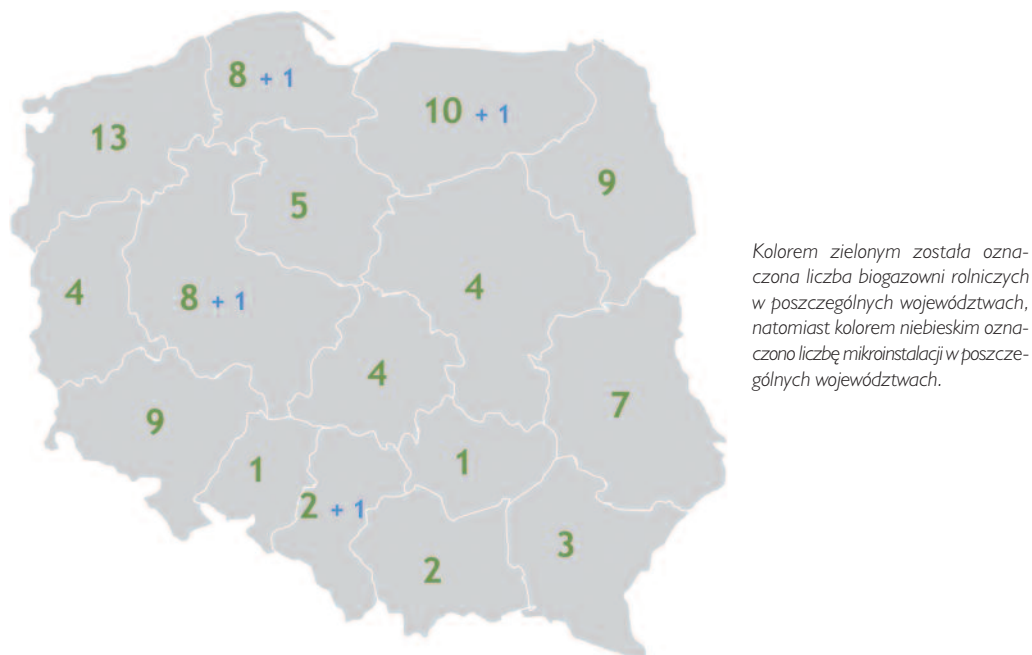 8 + 1
10 + 1
13
9
5
4
8 + 1
4
4
7
9
1
2 + 1
1
3
2
Kolorem zielonym została ozna-
czona liczba biogazowni rolniczych
w poszczególnych województwach,
natomiast kolorem niebieskim ozna-
czono liczbę mikroinstalacji w poszcze-
gólnych województwach.